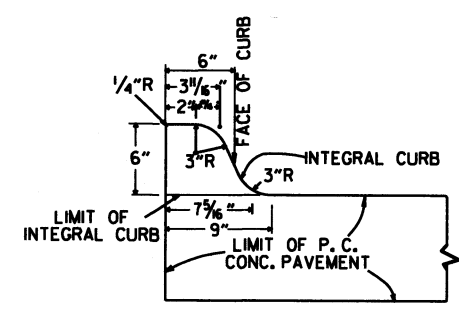 6"
FACE OF CURB
3 11/16"
1/4"R
6"
3"R
INTEGRAL CURB
3"R
LIMIT OF
INTEGRAL CURB
7 5/16"
9"
LIMIT OF P.C.
CONC. PAVEMENT